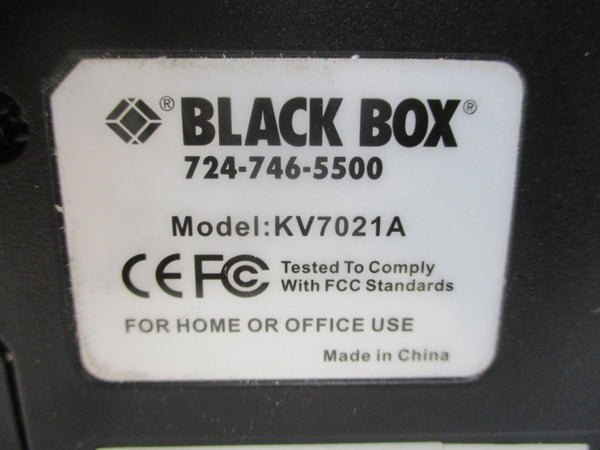 ® BLACK BOX®
724-746-5500
Model:KV7021A
CE FC Tested To Comply
With FCC Standards
FOR HOME OR OFFICE USE
Made in China